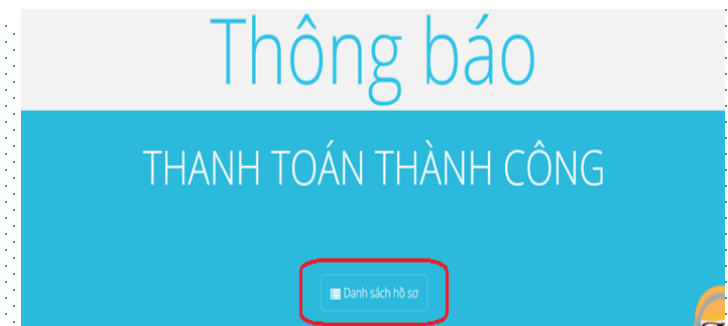 Thông báo
THANH TOÁN THÀNH CÔNG
Danh sách hồ sơ